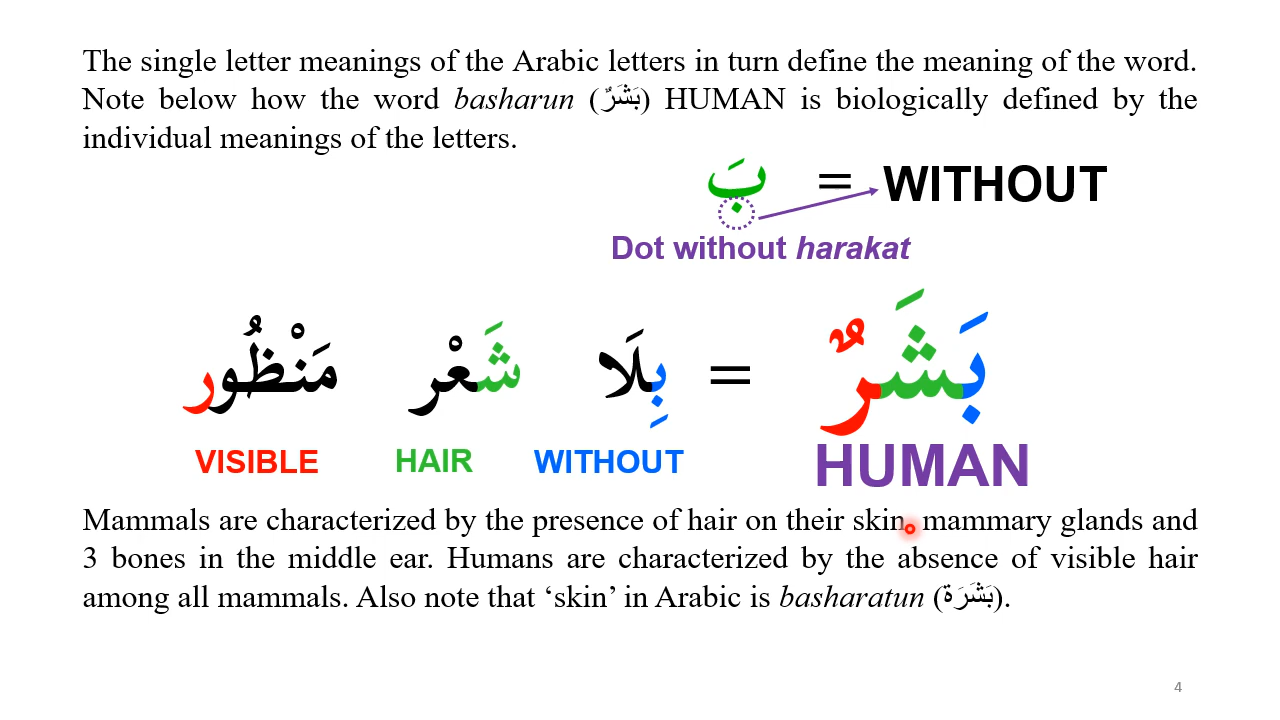 The single letter meanings of the Arabic letters in turn define the meaning of the word.
Note below how the word basharun (بَشَرٌ) HUMAN is biologically defined by the
individual meanings of the letters.
بَ = WITHOUT
Dot without harakat
بَشَرٌ = بِلَا شَعْر مَنْظُور
VISIBLE HAIR WITHOUT HUMAN
Mammals are characterized by the presence of hair on their skin, mammary glands and
3 bones in the middle ear. Humans are characterized by the absence of visible hair
among all mammals. Also note that ‘skin’ in Arabic is basharatun (بَشَرَة).
4